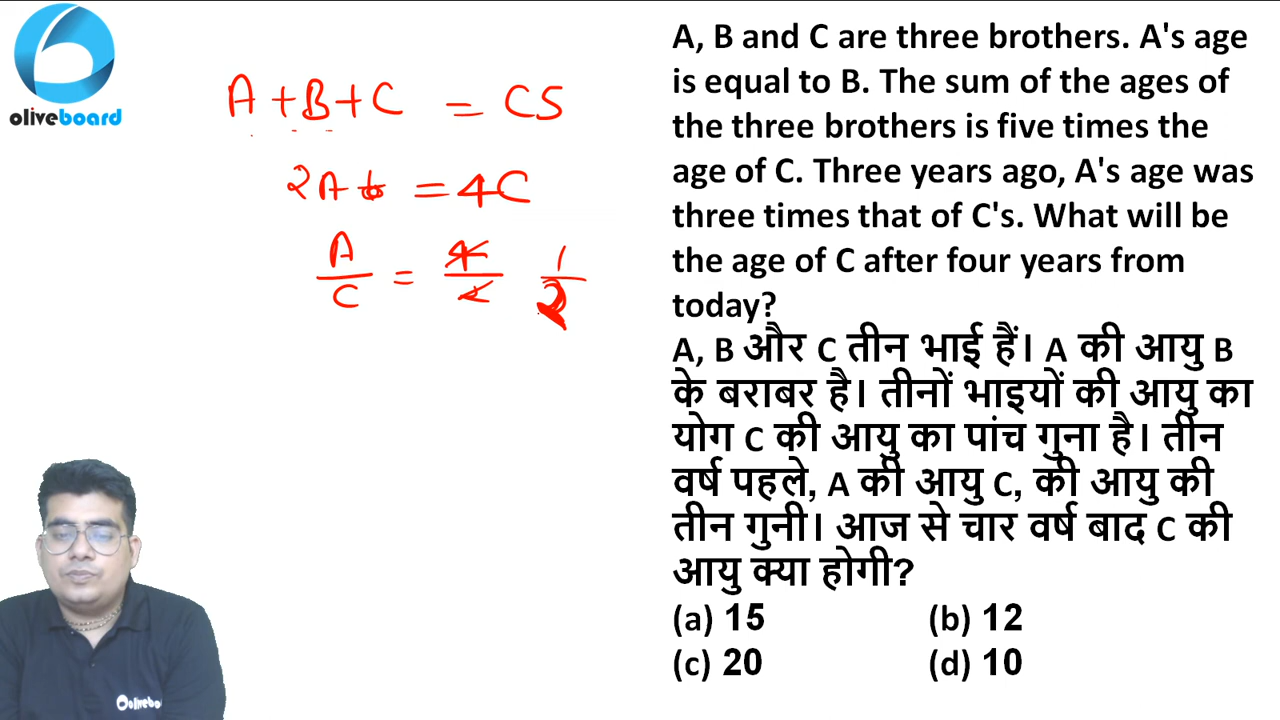 oliveboard
A + B + C = C5
2A = 4C
A/C = 4/2 1/2
A, B and C are three brothers. A's age
is equal to B. The sum of the ages of
the three brothers is five times the
age of C. Three years ago, A's age was
three times that of C's. What will be
the age of C after four years from
today?
A, B और C तीन भाई हैं। A की आयु B
के बराबर है। तीनों भाइयों की आयु का
योग C की आयु का पांच गुना है। तीन
वर्ष पहले, A की आयु C, की आयु की
तीन गुनी। आज से चार वर्ष बाद C की
आयु क्या होगी?
(a) 15 (b) 12
(c) 20 (d) 10